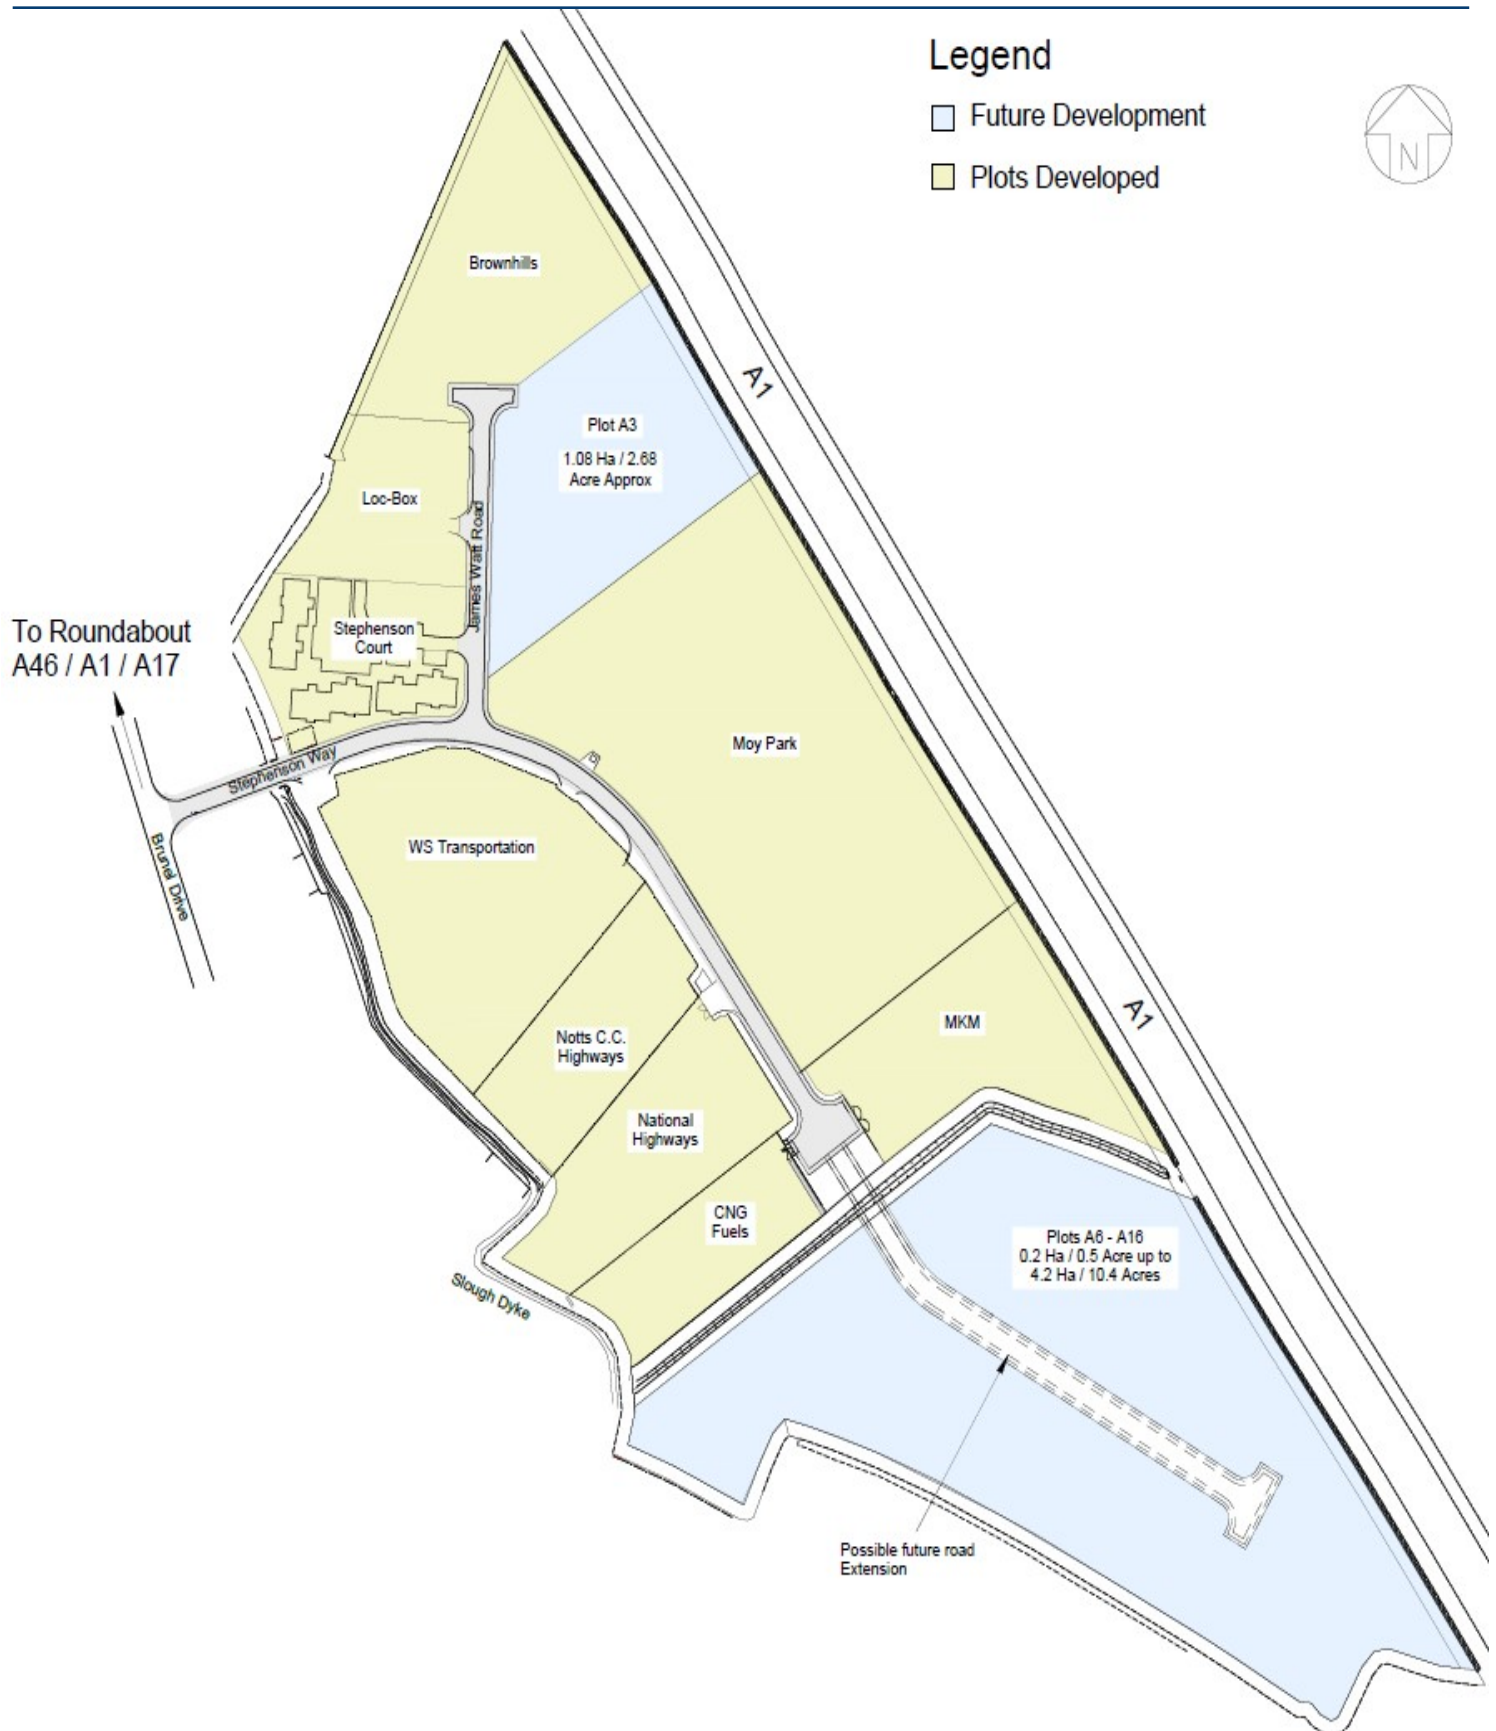 Legend
Future Development
Plots Developed
N
Brownhills
A1
Plot A3
1.08 Ha / 2.68
Acre Approx
Loc-Box
James Watt Road
To Roundabout
A46 / A1 / A17
Stephenson
Court
Moy Park
Stephenson Way
WS Transportation
Brunel Drive
A1
MKM
Notts C.C.
Highways
National
Highways
CNG
Fuels
Plots A6 - A16
0.2 Ha / 0.5 Acre up to
4.2 Ha / 10.4 Acres
Slough Dyke
Possible future road
Extension